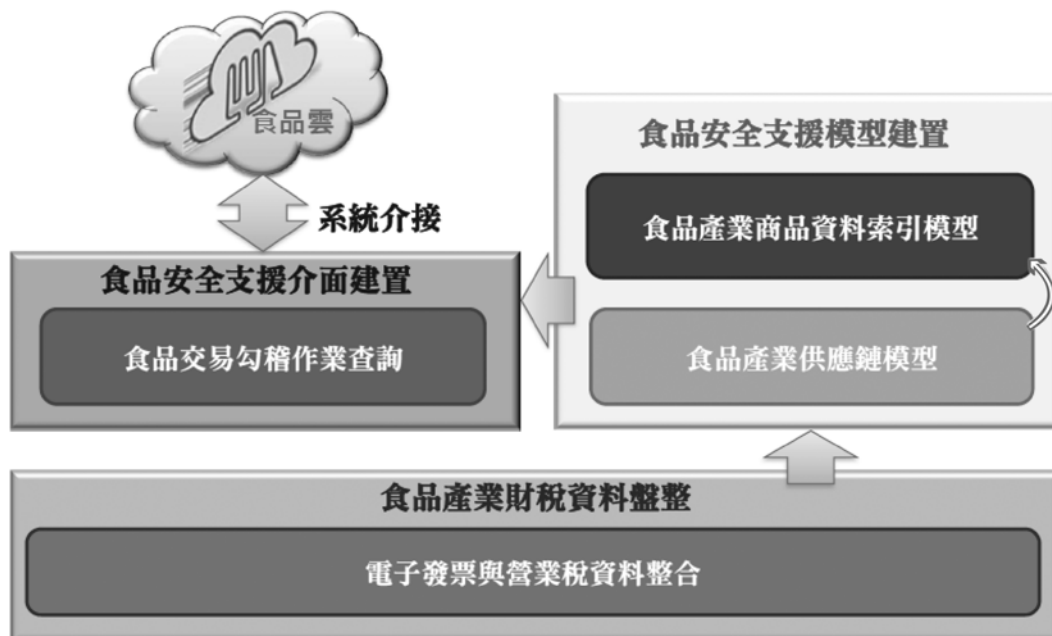 食品雲
系統介接
食品安全支援模型建置
食品產業商品資料索引模型
食品產業供應鏈模型
食品安全支援介面建置
食品交易勾稽作業查詢
食品產業財稅資料盤整
電子發票與營業稅資料整合